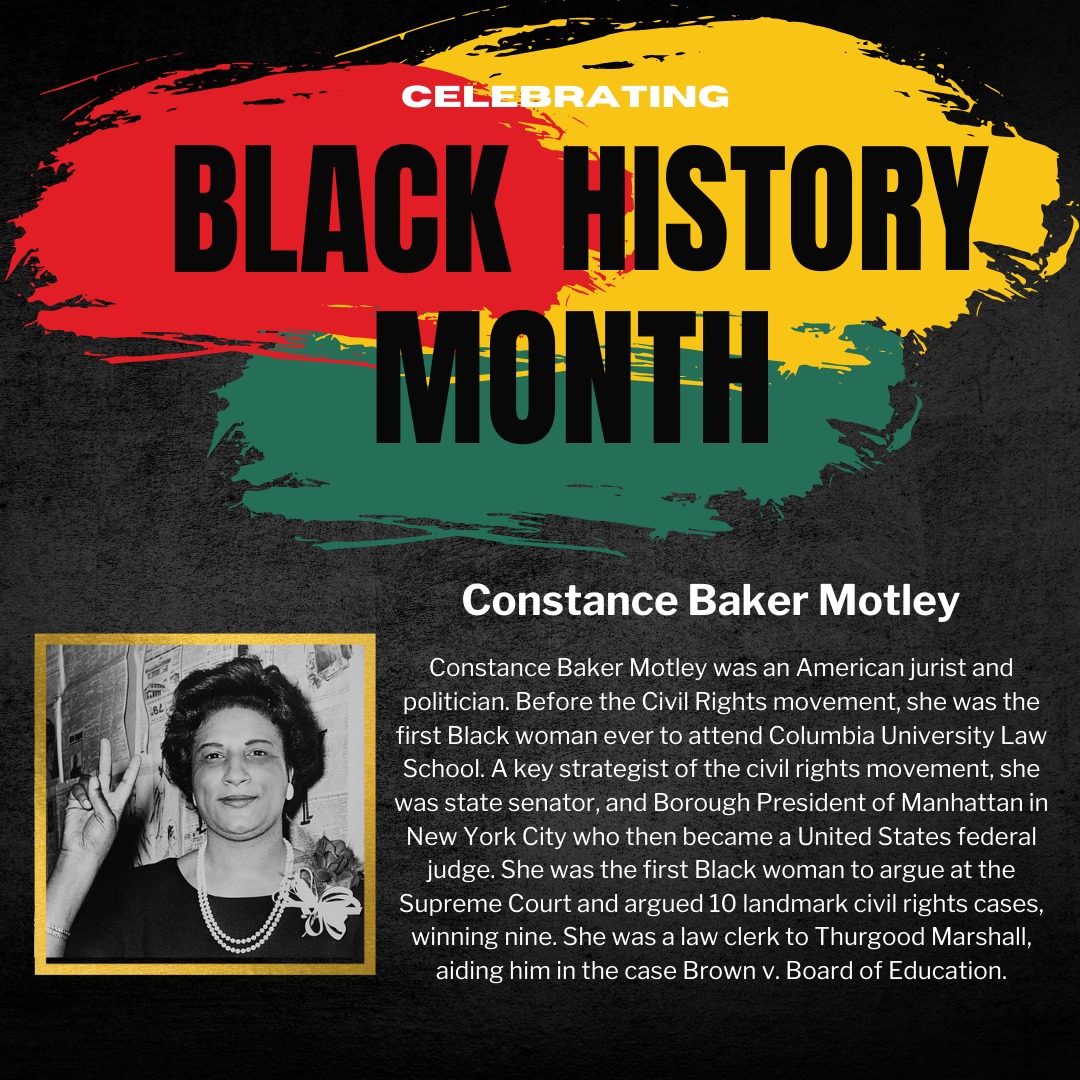 CELEBRATING
BLACK HISTORY
MONTH
Constance Baker Motley
Constance Baker Motley was an American jurist and
politician. Before the Civil Rights movement, she was the
first Black woman ever to attend Columbia University Law
School. A key strategist of the civil rights movement, she
was state senator, and Borough President of Manhattan in
New York City who then became a United States federal
judge. She was the first Black woman to argue at the
Supreme Court and argued 10 landmark civil rights cases,
winning nine. She was a law clerk to Thurgood Marshall,
aiding him in the case Brown v. Board of Education.